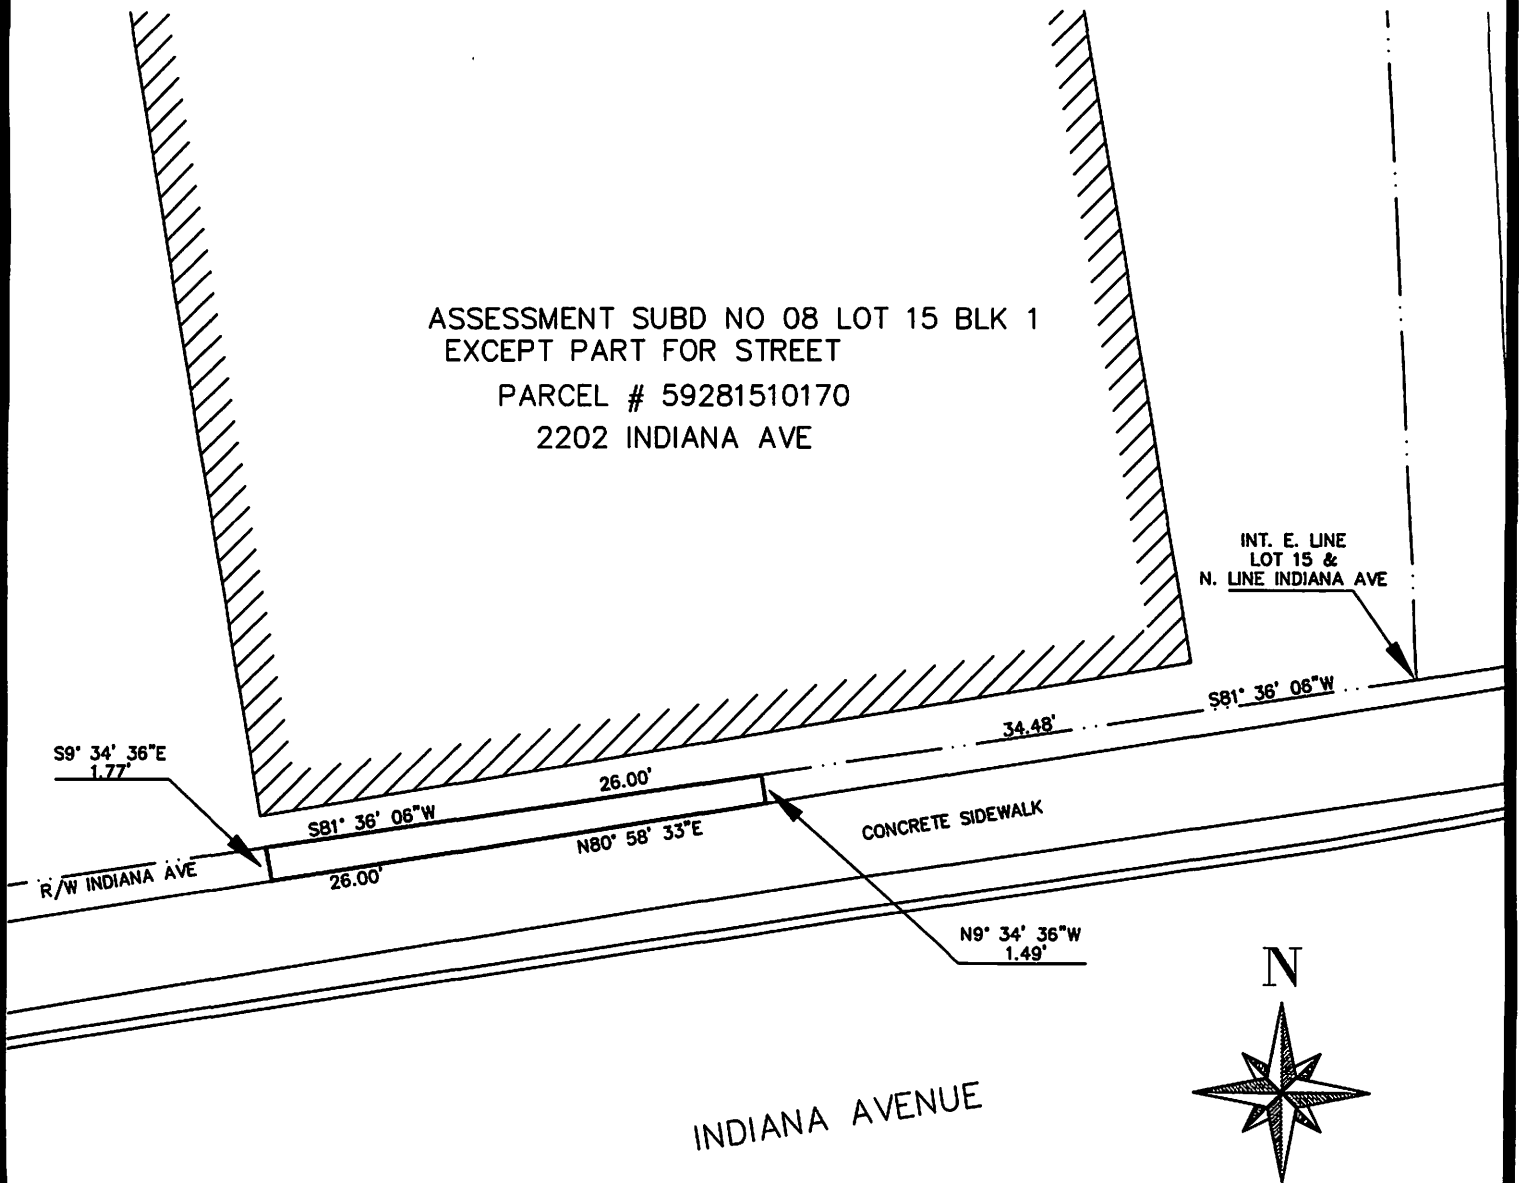 ASSESSMENT SUBD NO 08 LOT 15 BLK 1
EXCEPT PART FOR STREET
PARCEL # 59281510170
2202 INDIANA AVE
INT. E. LINE
LOT 15 &
N. LINE INDIANA AVE
S81° 36' 06"W
34.48'
S9° 34' 36"E
1.77'
26.00'
S81° 36' 06"W
N80° 58' 33"E
CONCRETE SIDEWALK
R/W INDIANA AVE
26.00'
N9° 34' 36"W
1.49'
N
INDIANA AVENUE